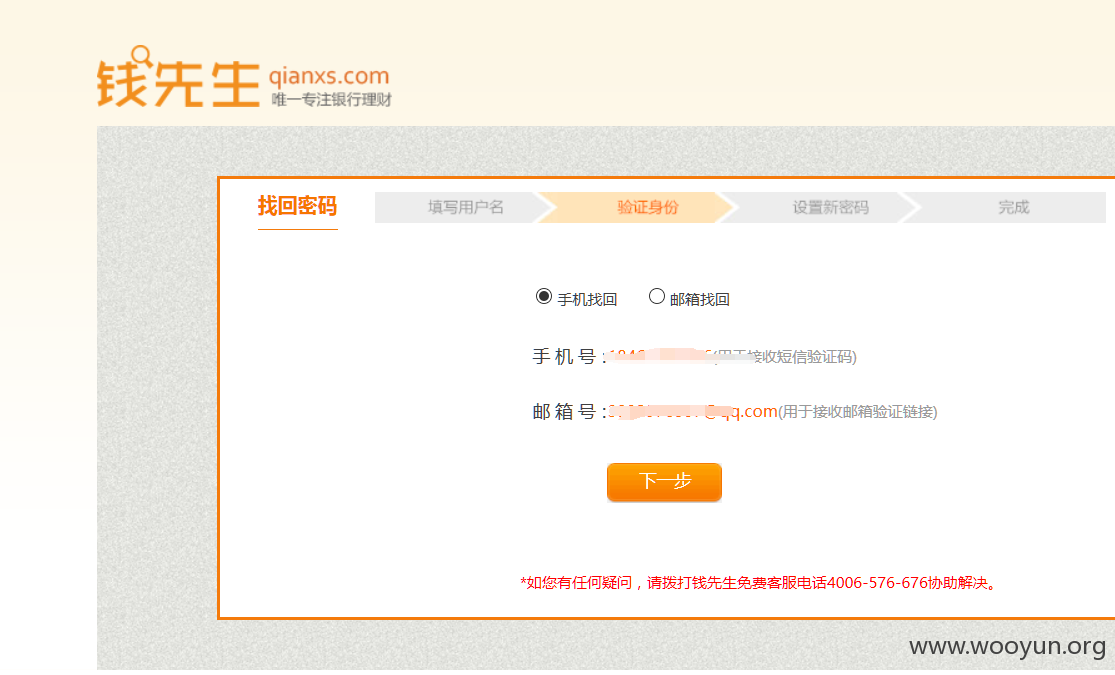 钱先生 qianxs.com
唯一专注银行理财
找回密码 填写用户名 验证身份 设置新密码 完成
手机找回 邮箱找回
手 机 号 : (用于接收短信验证码)
邮 箱 号 : @qq.com(用于接收邮箱验证链接)
下一步
*如您有任何疑问，请拨打钱先生免费客服电话4006-576-676协助解决。
www.wooyun.org